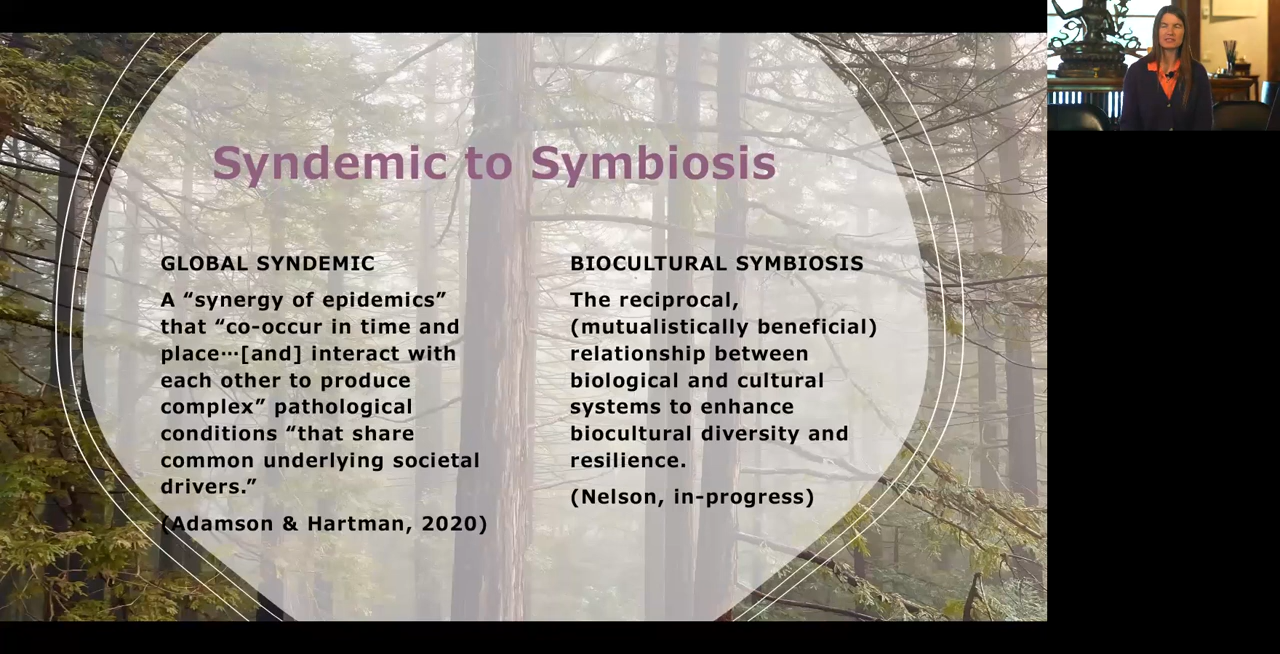 Syndemic to Symbiosis
GLOBAL SYNDEMIC
A “synergy of epidemics”
that “co-occur in time and
place…[and] interact with
each other to produce
complex” pathological
conditions “that share
common underlying societal
drivers.”
(Adamson & Hartman, 2020)
BIOCULTURAL SYMBIOSIS
The reciprocal,
(mutualistically beneficial)
relationship between
biological and cultural
systems to enhance
biocultural diversity and
resilience.
(Nelson, in-progress)